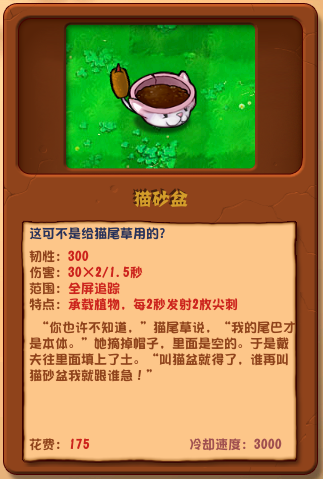 猫砂盆
这可不是给猫尾草用的?
韧性：300
伤害：30×2/1.5秒
范围：全屏追踪
特点：承载植物，每2秒发射2枚尖刺
“你也许不知道，”猫尾草说，“我的尾巴才
是本体。”她摘掉帽子，里面是空的。于是戴
夫往里面填上了土。“叫猫盆就得了，谁再叫
猫砂盆我就跟谁急！”
花费：175
冷却速度：3000